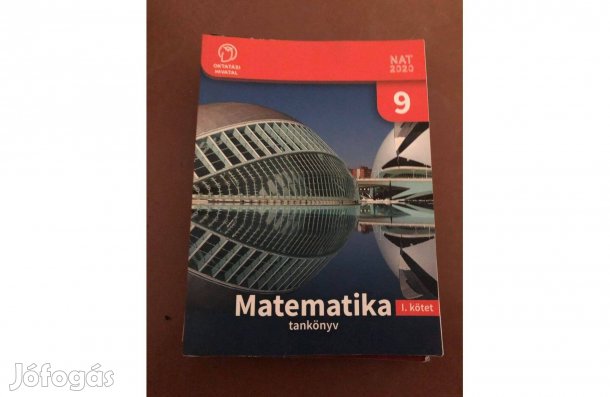 OKTATÁSI
HIVATAL
NAT
2020
9
Matematika
I. kötet
tankönyv
Jófogás